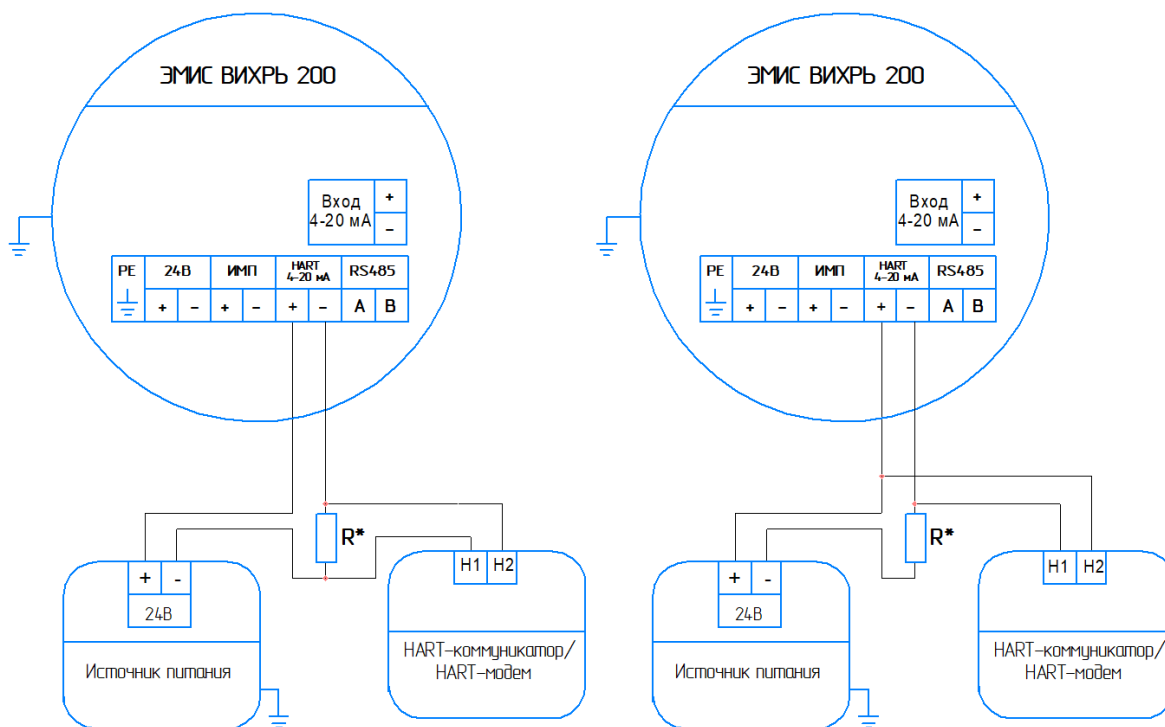 ЭМИС ВИХРЬ 200
Вход
4-20 мА
+
−
PE
24В
ИМП
HART
4-20 мА
RS485
+ − + − + − A B
R*
+ -
24В
Источник питания
H1 H2
HART-коммуникатор/
HART-модем
ЭМИС ВИХРЬ 200
Вход
4-20 мА
+
−
PE
24В
ИМП
HART
4-20 мА
RS485
+ − + − + − A B
R*
+ -
24В
Источник питания
H1 H2
HART-коммуникатор/
HART-модем